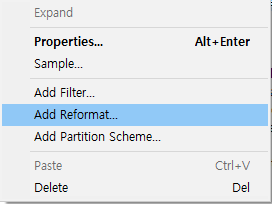 Expand
Properties... Alt+Enter
Sample...
Add Filter...
Add Reformat...
Add Partition Scheme...
Paste Ctrl+V
Delete Del